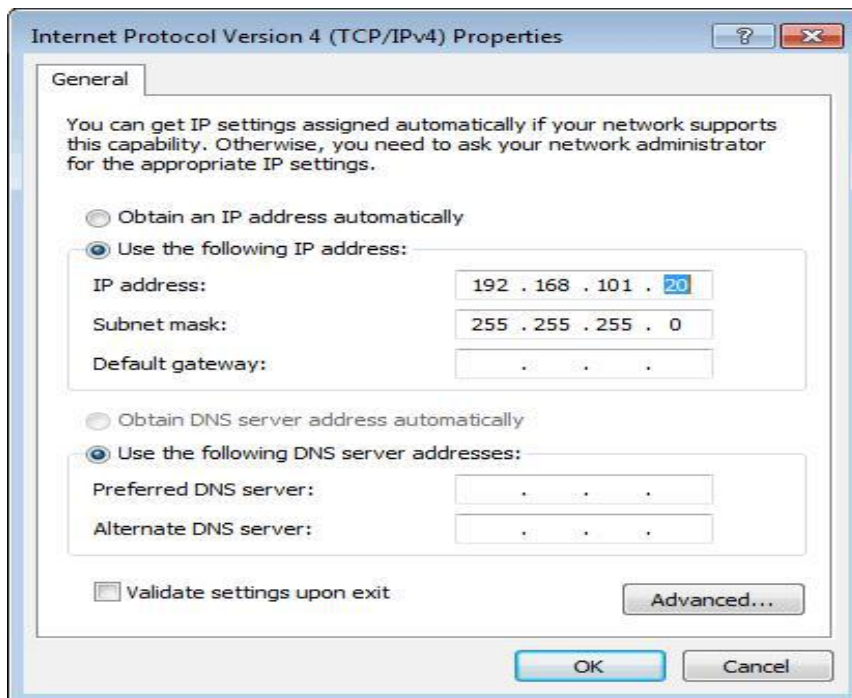 Internet Protocol Version 4 (TCP/IPv4) Properties
General
You can get IP settings assigned automatically if your network supports
this capability. Otherwise, you need to ask your network administrator
for the appropriate IP settings.
Obtain an IP address automatically
Use the following IP address:
IP address: 192 . 168 . 101 . 20
Subnet mask: 255 . 255 . 255 . 0
Default gateway: . . .
Obtain DNS server address automatically
Use the following DNS server addresses:
Preferred DNS server: . . .
Alternate DNS server: . . .
Validate settings upon exit
Advanced...
OK Cancel